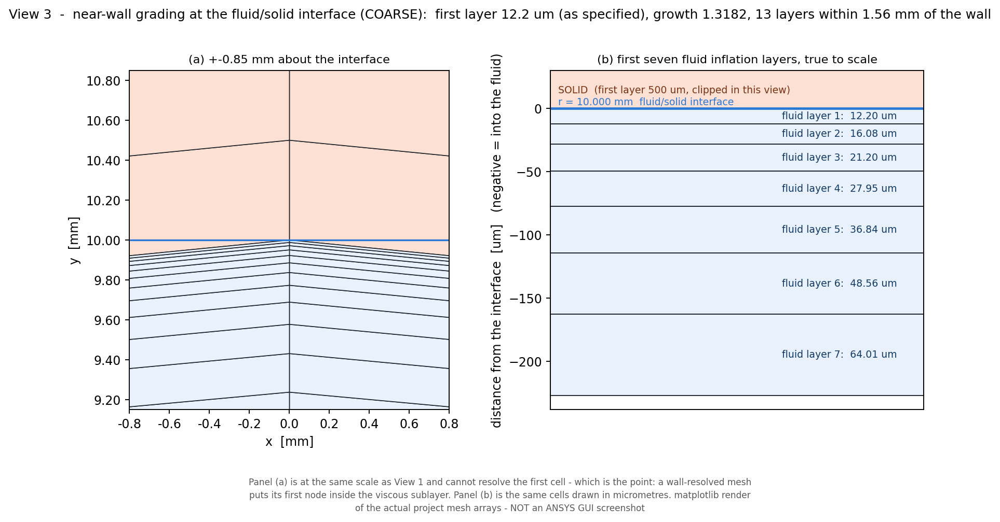 View 3  -  near-wall grading at the fluid/solid interface (COARSE):  first layer 12.2 um (as specified), growth 1.3182, 13 layers within 1.56 mm of the wall
(a) +-0.85 mm about the interface
10.80
10.60
10.40
10.20
10.00
9.80
9.60
9.40
9.20
y  [mm]
-0.8
-0.6
-0.4
-0.2
0.0
0.2
0.4
0.6
0.8
x  [mm]
(b) first seven fluid inflation layers, true to scale
distance from the interface  [um]   (negative = into the fluid)
0
−50
−100
−150
−200
SOLID  (first layer 500 um, clipped in this view)
r = 10.000 mm  fluid/solid interface
fluid layer 1:  12.20 um
fluid layer 2:  16.08 um
fluid layer 3:  21.20 um
fluid layer 4:  27.95 um
fluid layer 5:  36.84 um
fluid layer 6:  48.56 um
fluid layer 7:  64.01 um
Panel (a) is at the same scale as View 1 and cannot resolve the first cell - which is the point: a wall-resolved mesh
puts its first node inside the viscous sublayer. Panel (b) is the same cells drawn in micrometres. matplotlib render
of the actual project mesh arrays - NOT an ANSYS GUI screenshot